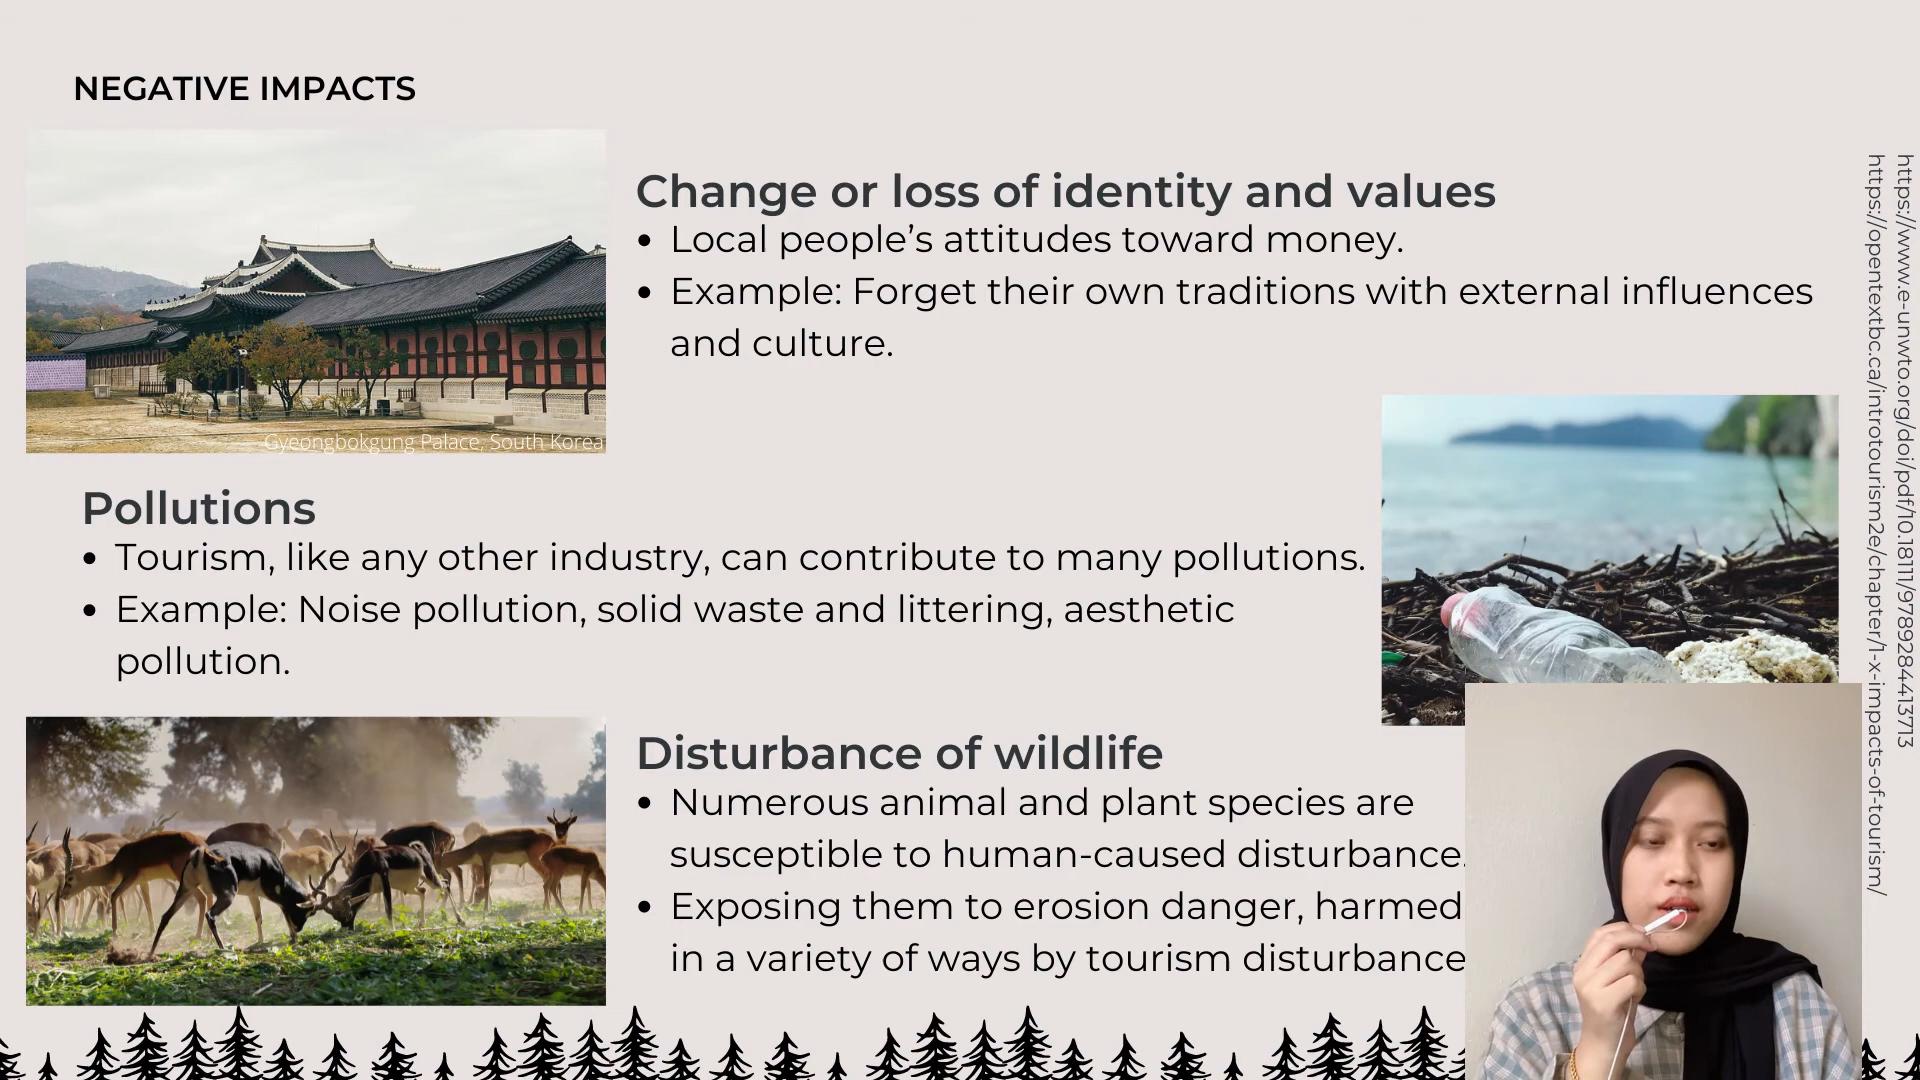 NEGATIVE IMPACTS
Gyeongbokgung Palace, South Korea
Change or loss of identity and values
• Local people’s attitudes toward money.
• Example: Forget their own traditions with external influences
and culture.
Pollutions
• Tourism, like any other industry, can contribute to many pollutions.
• Example: Noise pollution, solid waste and littering, aesthetic
pollution.
Disturbance of wildlife
• Numerous animal and plant species are
susceptible to human-caused disturbance.
• Exposing them to erosion danger, harmed
in a variety of ways by tourism disturbance
https://www.e-unwto.org/doi/pdf/10.18111/9789284413713
https://opentextbc.ca/introtourism2e/chapter/1-x-impacts-of-tourism/